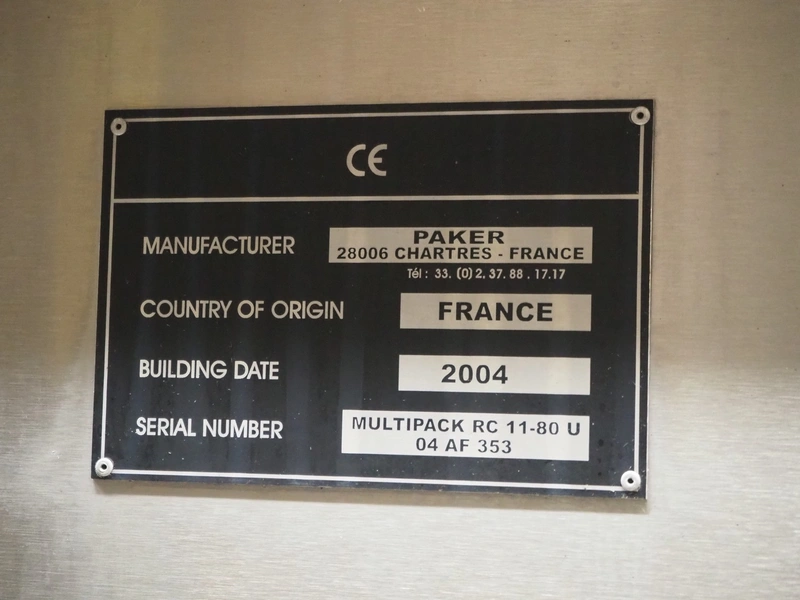 CE
MANUFACTURER PAKER
28006 CHARTRES - FRANCE
Tél : 33. (0) 2. 37. 88 . 17.17
COUNTRY OF ORIGIN FRANCE
BUILDING DATE 2004
SERIAL NUMBER MULTIPACK RC 11-80 U
04 AF 353